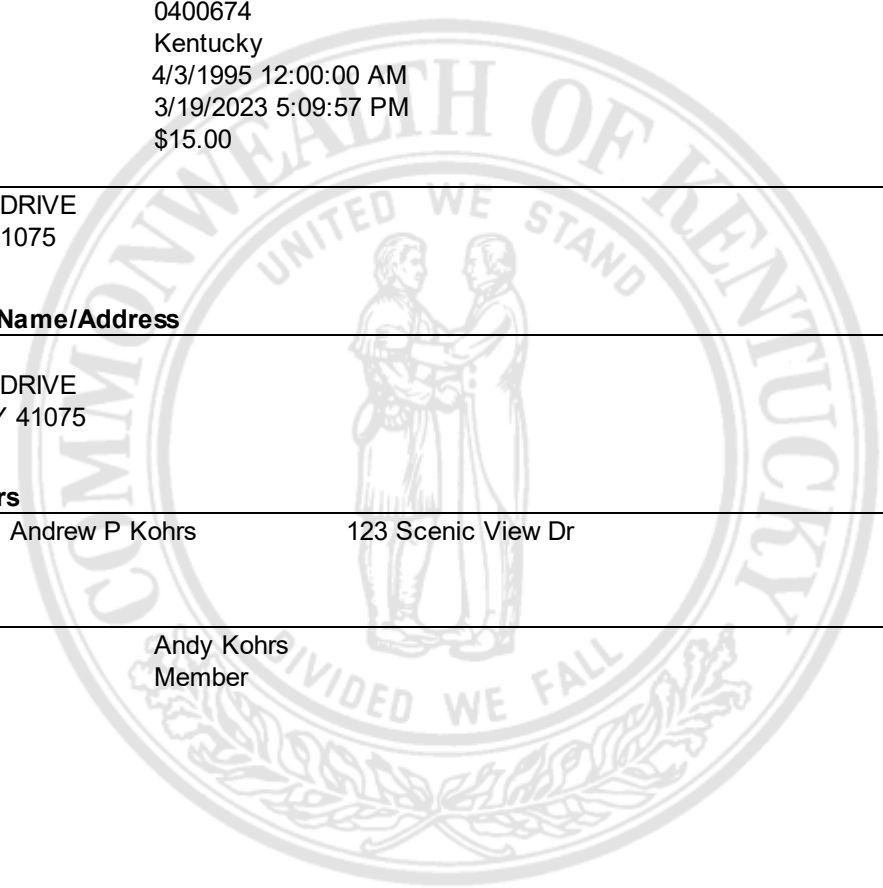 0400674
Kentucky
4/3/1995 12:00:00 AM
3/19/2023 5:09:57 PM
$15.00
DRIVE
1075
Name/Address
DRIVE
Y 41075
rs
Andrew P Kohrs 123 Scenic View Dr
Andy Kohrs
Member
COMMONWEALTH OF KENTUCKY
UNITED WE STAND
DIVIDED WE FALL